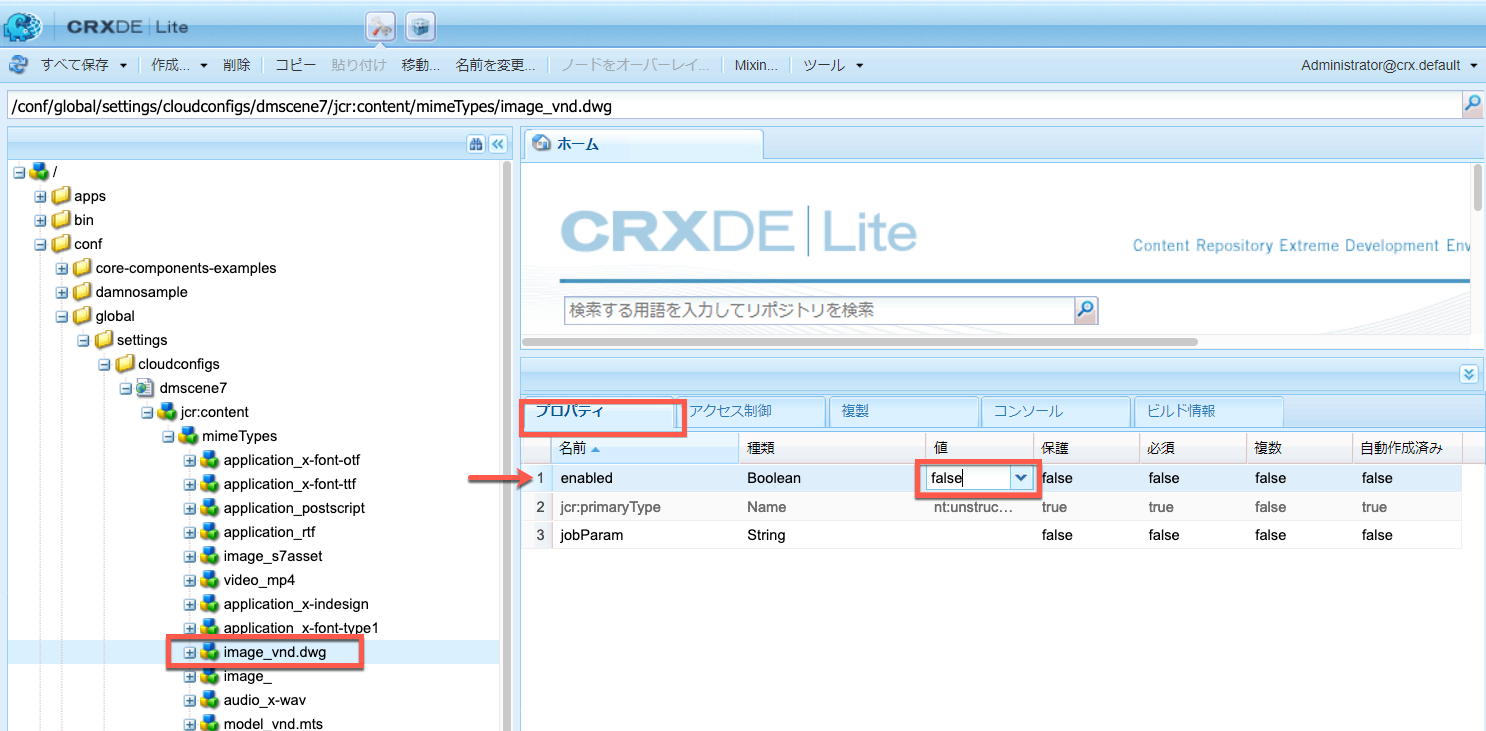 CRXDE | Lite
すべて保存 作成... 削除 コピー 貼り付け 移動... 名前を変更... ノードをオーバーレイ... Mixin... ツール Administrator@crx.default
/conf/global/settings/cloudconfigs/dmscene7/jcr:content/mimeTypes/image_vnd.dwg
/
apps
bin
conf
core-components-examples
damnosample
global
settings
cloudconfigs
dmscene7
jcr:content
mimeTypes
application_x-font-otf
application_x-font-ttf
application_postscript
application_rtf
image_s7asset
video_mp4
application_x-indesign
application_x-font-type1
image_vnd.dwg
image_
audio_x-wav
model_vnd.mts
ホーム
CRXDE | Lite
Content Repository Extreme Development Env
検索する用語を入力してリポジトリを検索
プロパティ アクセス制御 複製 コンソール ビルド情報
名前 種類 値 保護 必須 複数 自動作成済み
1 enabled Boolean false false false false false
2 jcr:primaryType Name nt:unstruc... true true false true
3 jobParam String false false false false